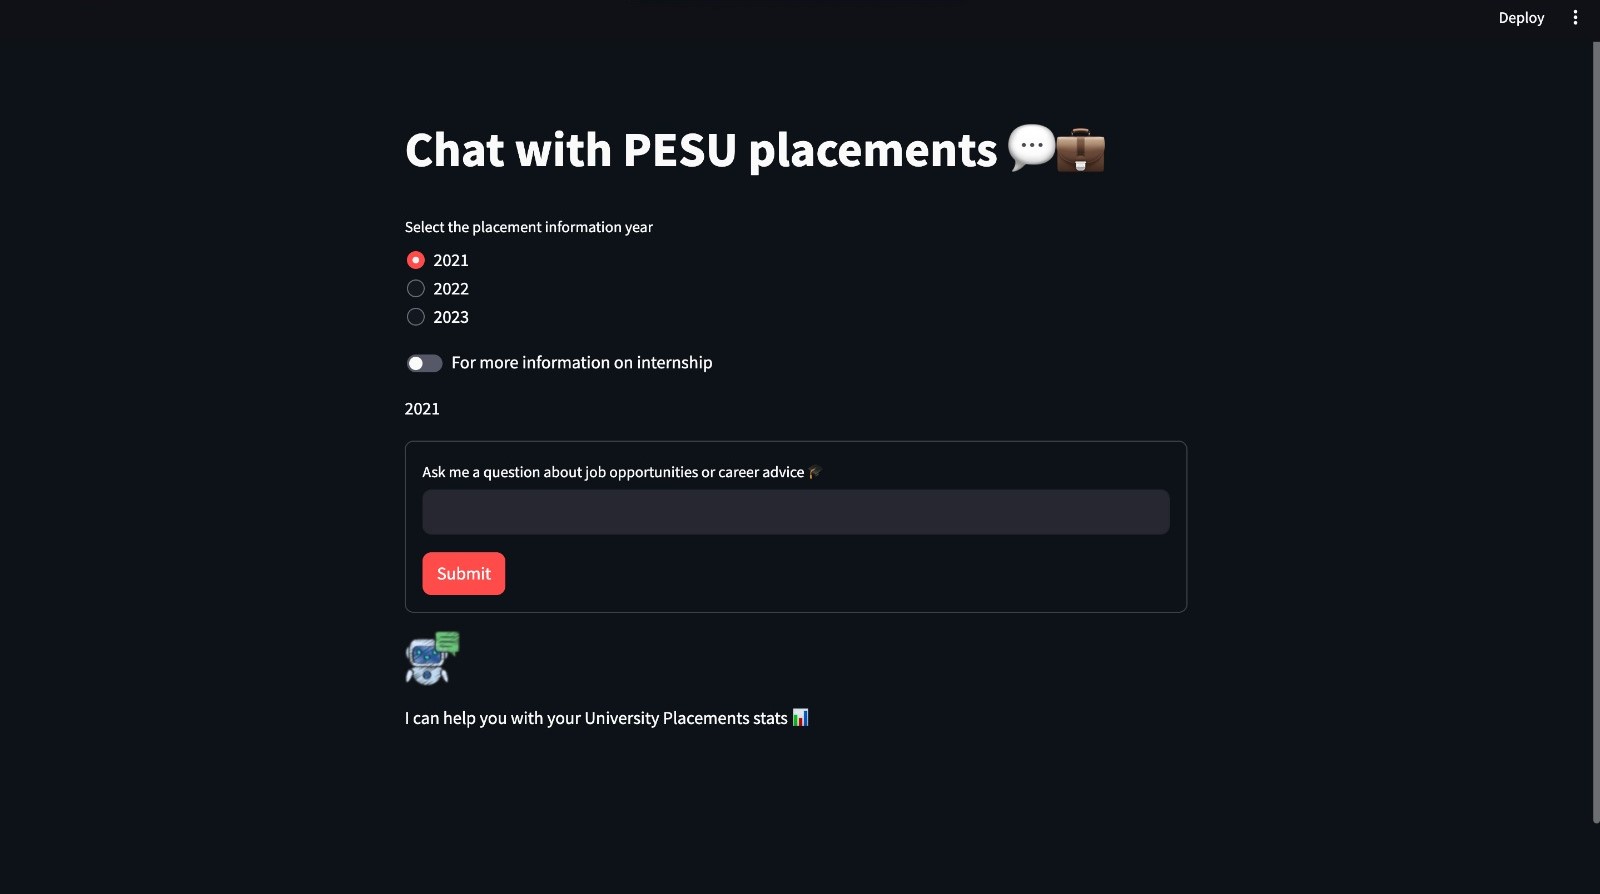 Deploy
Chat with PESU placements 💬💼
Select the placement information year
2021
2022
2023
For more information on internship
2021
Ask me a question about job opportunities or career advice 🎓
Submit
I can help you with your University Placements stats 📊